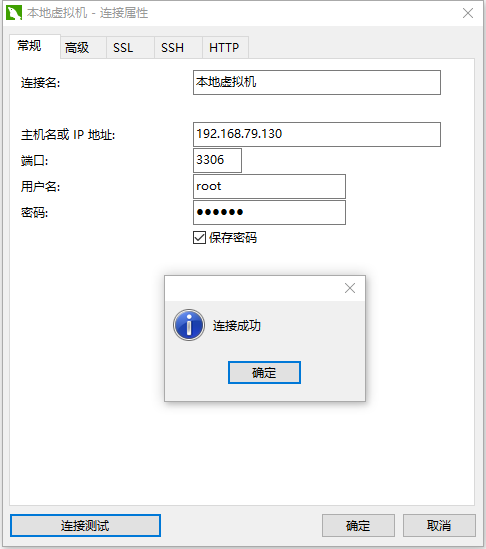 本地虚拟机 - 连接属性
常规 高级 SSL SSH HTTP
连接名: 本地虚拟机
主机名或 IP 地址: 192.168.79.130
端口: 3306
用户名: root
密码: ●●●●●●
保存密码
连接成功
确定
连接测试 确定 取消